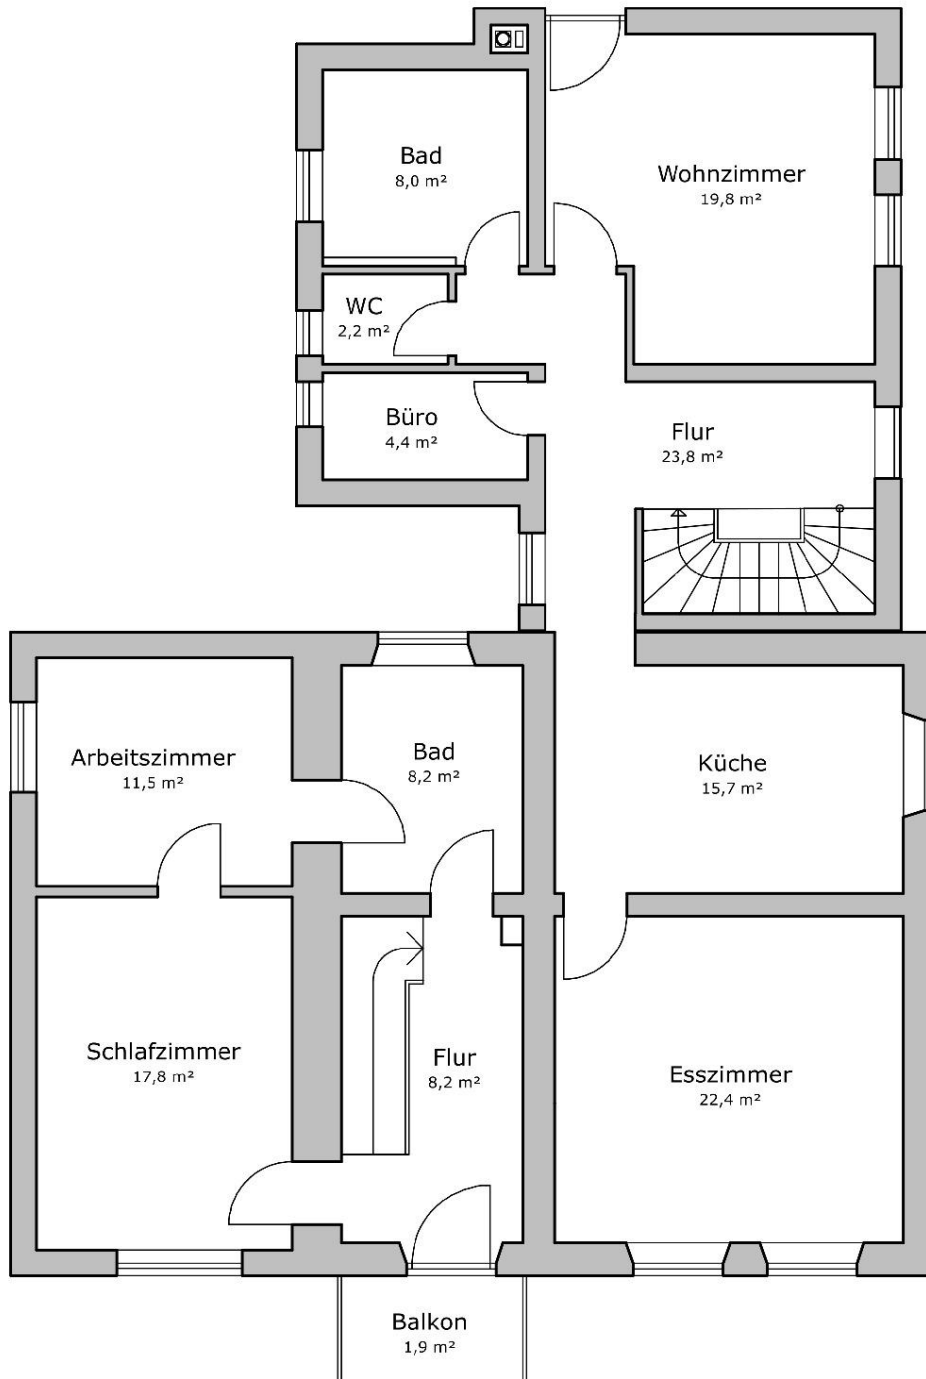 Bad
8,0 m²
Wohnzimmer
19,8 m²
WC
2,2 m²
Büro
4,4 m²
Flur
23,8 m²
Arbeitszimmer
11,5 m²
Bad
8,2 m²
Küche
15,7 m²
Schlafzimmer
17,8 m²
Flur
8,2 m²
Esszimmer
22,4 m²
Balkon
1,9 m²